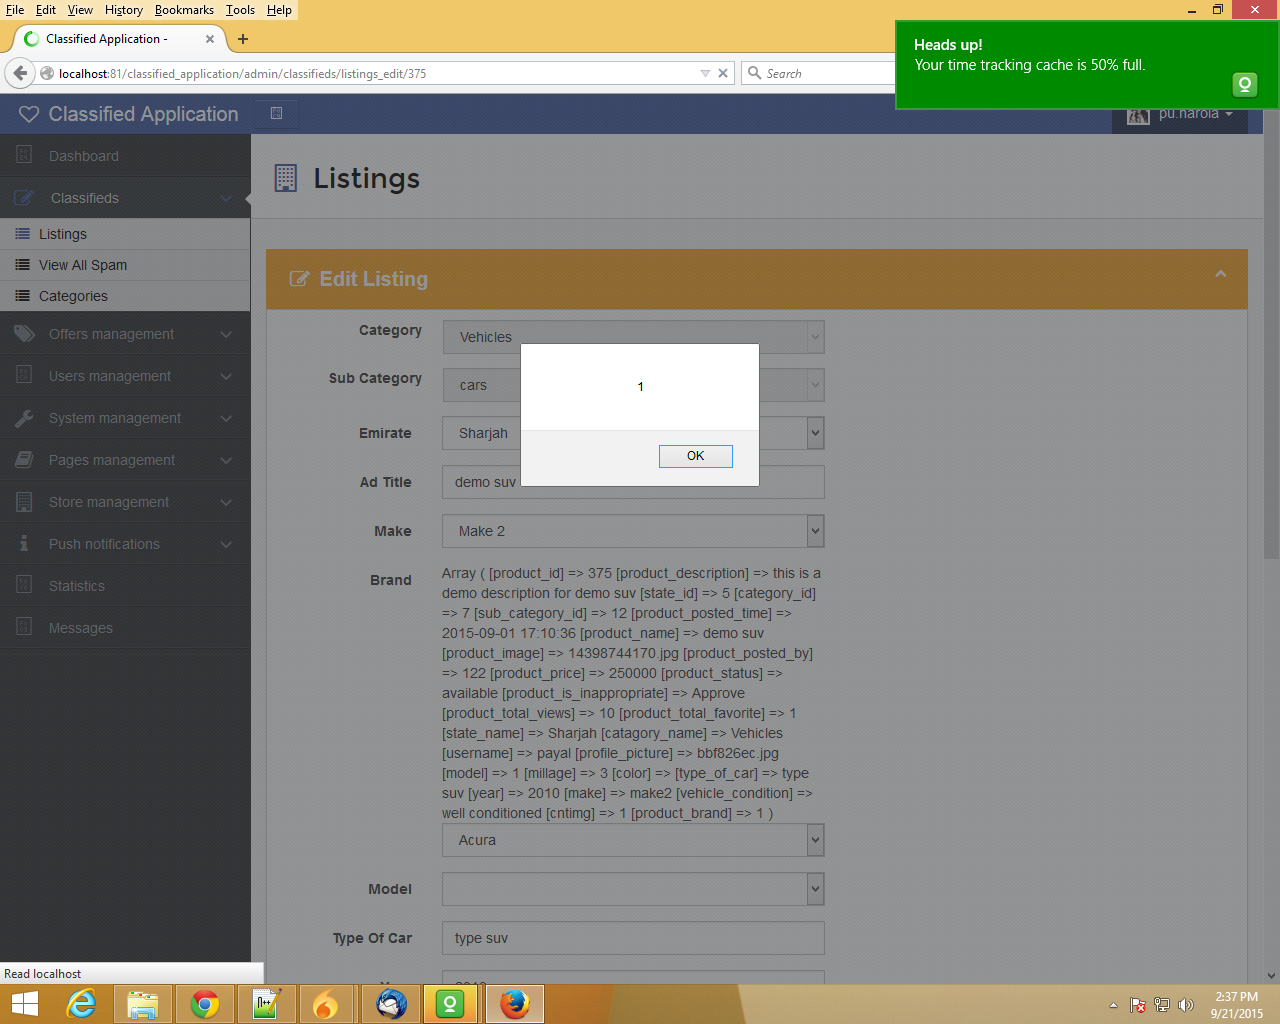 File Edit View History Bookmarks Tools Help
Classified Application -
localhost:81/classified_application/admin/classifieds/listings_edit/375
Search
Heads up!
Your time tracking cache is 50% full.
Classified Application
pu.narola
Dashboard
Classifieds
Listings
View All Spam
Categories
Offers management
Users management
System management
Pages management
Store management
Push notifications
Statistics
Messages
Listings
Edit Listing
Category Vehicles
Sub Category cars
Emirate Sharjah
Ad Title demo suv
Make Make 2
Brand
Array ( [product_id] => 375 [product_description] => this is a
demo description for demo suv [state_id] => 5 [category_id]
=> 7 [sub_category_id] => 12 [product_posted_time] =>
2015-09-01 17:10:36 [product_name] => demo suv
[product_image] => 14398744170.jpg [product_posted_by]
=> 122 [product_price] => 250000 [product_status] =>
available [product_is_inappropriate] => Approve
[product_total_views] => 10 [product_total_favorite] => 1
[state_name] => Sharjah [catagory_name] => Vehicles
[username] => payal [profile_picture] => bbf826ec.jpg
[model] => 1 [millage] => 3 [color] => [type_of_car] => type
suv [year] => 2010 [make] => make2 [vehicle_condition] =>
well conditioned [cntimg] => 1 [product_brand] => 1 )
Acura
Model
Type Of Car type suv
1
OK
Read localhost
2:37 PM
9/21/2015